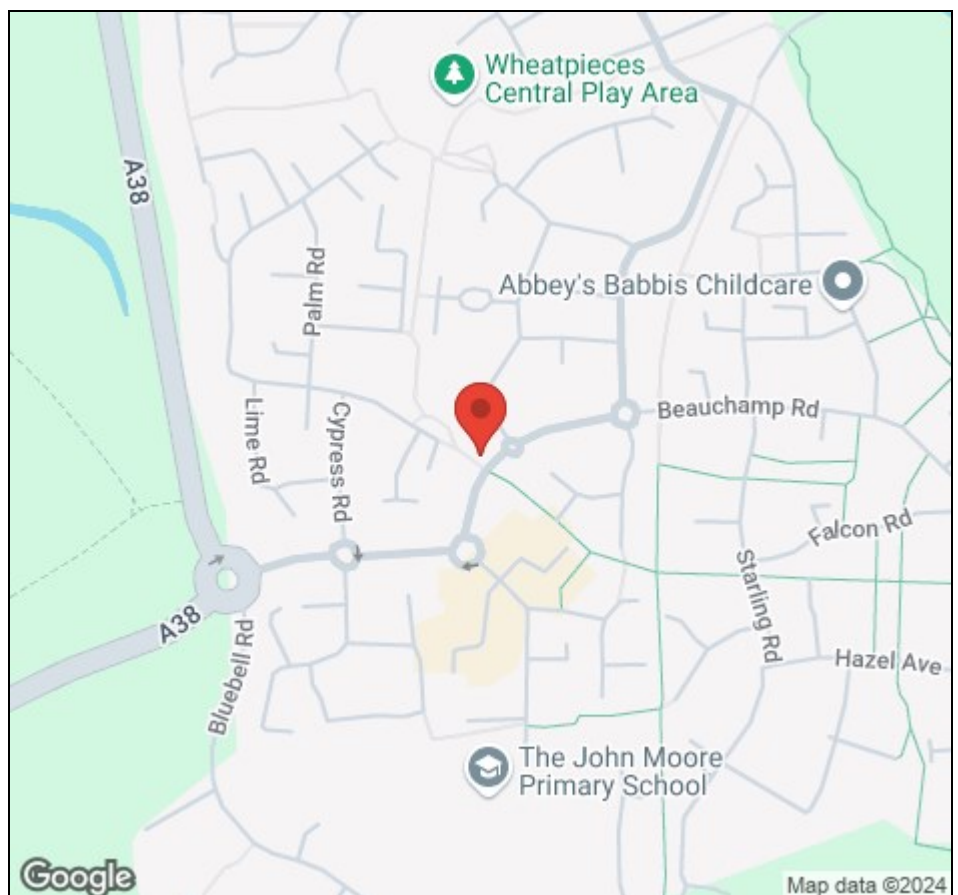 Wheatpieces
Central Play Area
A38
Palm Rd
Abbey's Babbis Childcare
Lime Rd
Cypress Rd
Beauchamp Rd
Falcon Rd
Starling Rd
A38
Bluebell Rd
Hazel Ave
The John Moore
Primary School
Google
Map data ©2024